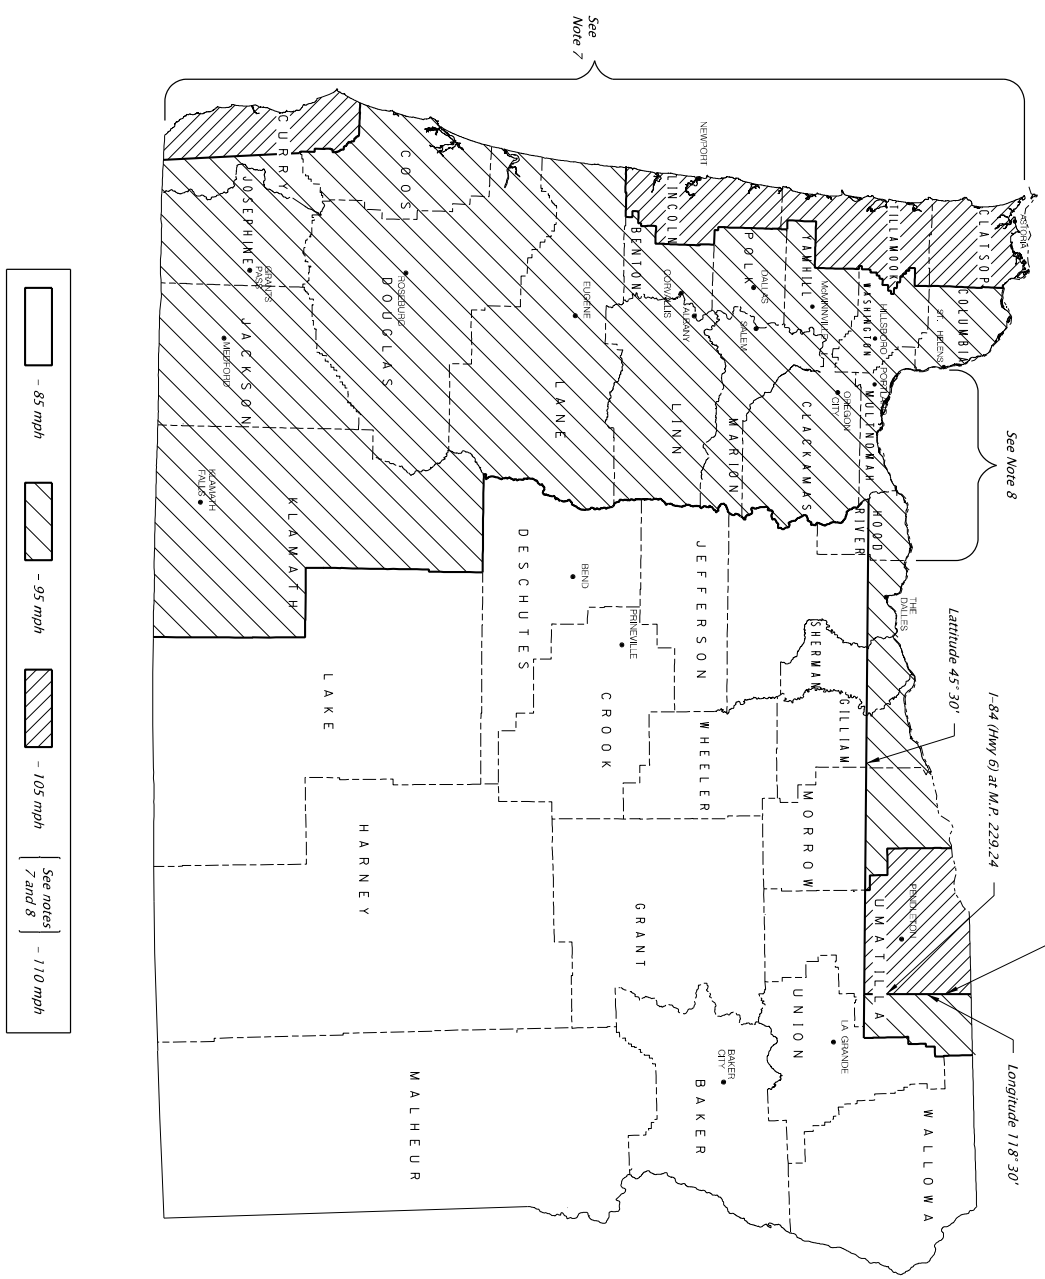 See
Note 7
See Note 8
Lattitude 45° 30'
I-84 (Hwy 6) at M.P. 229.24
Longitude 118° 30'
ASTORIA
CLATSOP
COLUMBIA
ST. HELENS
TILLAMOOK
WASHINGTON
HILLSBORO
MULTNOMAH
HOOD
RIVER
THE
DALLES
YAMHILL
McMINNVILLE
OREGON
CITY
CLACKAMAS
SHERMAN
GILLIAM
MORROW
UMATILLA
PENDLETON
UNION
LA GRANDE
WALLOWA
NEWPORT
LINCOLN
POLK
DALLAS
SALEM
MARION
BENTON
CORVALLIS
ALBANY
LINN
JEFFERSON
WHEELER
GRANT
BAKER
CITY
BAKER
EUGENE
LANE
BEND
DESCHUTES
PRINEVILLE
CROOK
COOS
ROSEBURG
DOUGLAS
CURRY
JOSEPHINE
GRANTS
PASS
JACKSON
MEDFORD
KLAMATH
FALLS
KLAMATH
LAKE
HARNEY
MALHEUR
- 85 mph
- 95 mph
- 105 mph
See notes
7 and 8
- 110 mph